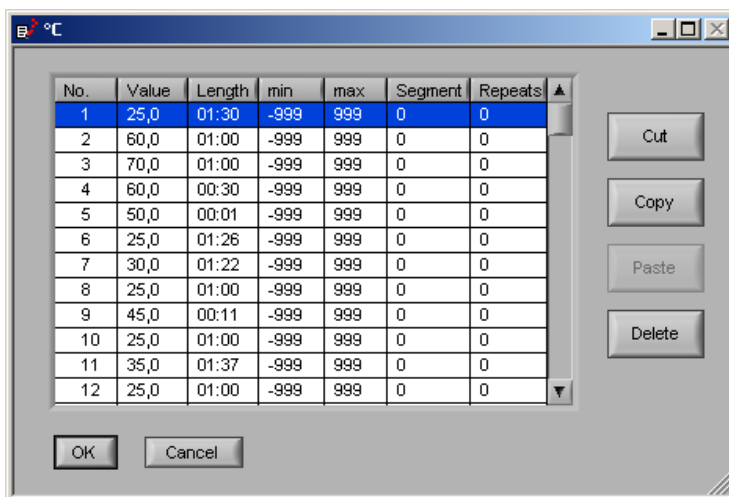 °C
No. Value Length min max Segment Repeats
1 25,0 01:30 -999 999 0 0
2 60,0 01:00 -999 999 0 0
3 70,0 01:00 -999 999 0 0
4 60,0 00:30 -999 999 0 0
5 50,0 00:01 -999 999 0 0
6 25,0 01:26 -999 999 0 0
7 30,0 01:22 -999 999 0 0
8 25,0 01:00 -999 999 0 0
9 45,0 00:11 -999 999 0 0
10 25,0 01:00 -999 999 0 0
11 35,0 01:37 -999 999 0 0
12 25,0 01:00 -999 999 0 0
Cut
Copy
Paste
Delete
OK Cancel